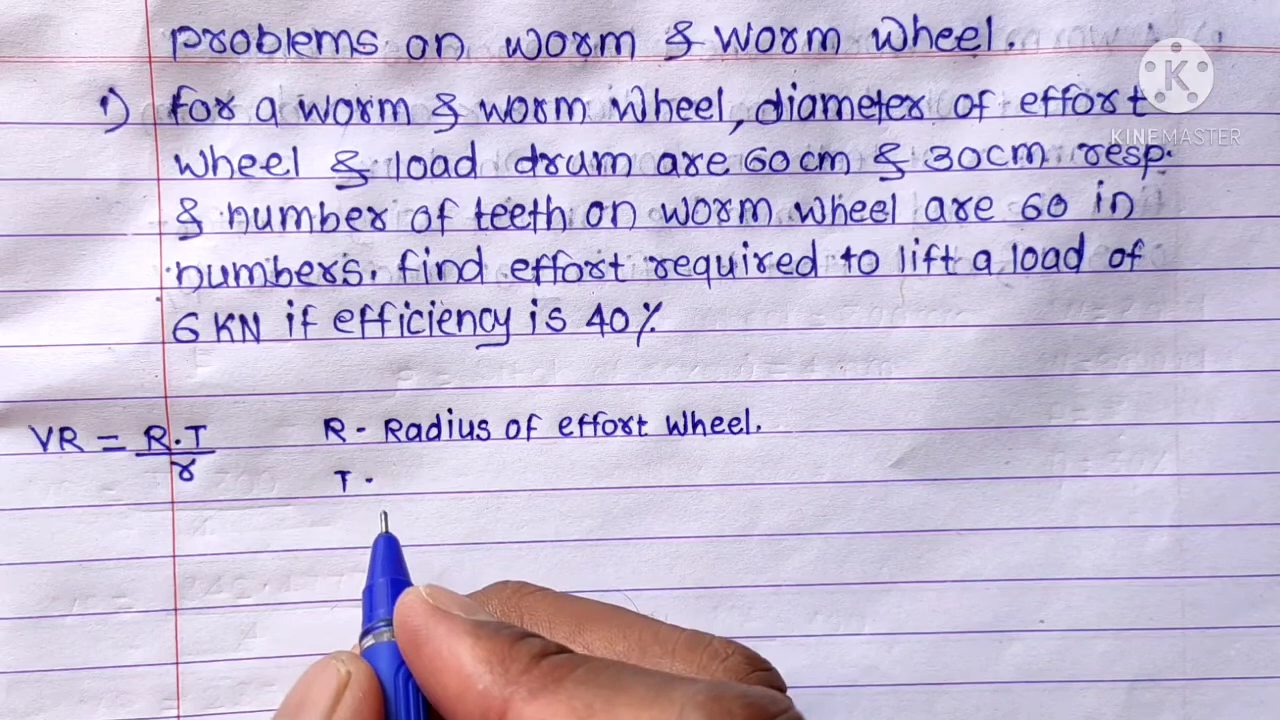 problems on worm & worm wheel.
1) for a worm & worm wheel, diameter of effort
wheel & load drum are 60cm & 30cm resp.
& number of teeth on worm wheel are 60 in
numbers. find effort required to lift a load of
6 KN if efficiency is 40%
VR = R.T / r R - Radius of effort wheel.
T -
K
KINEMASTER